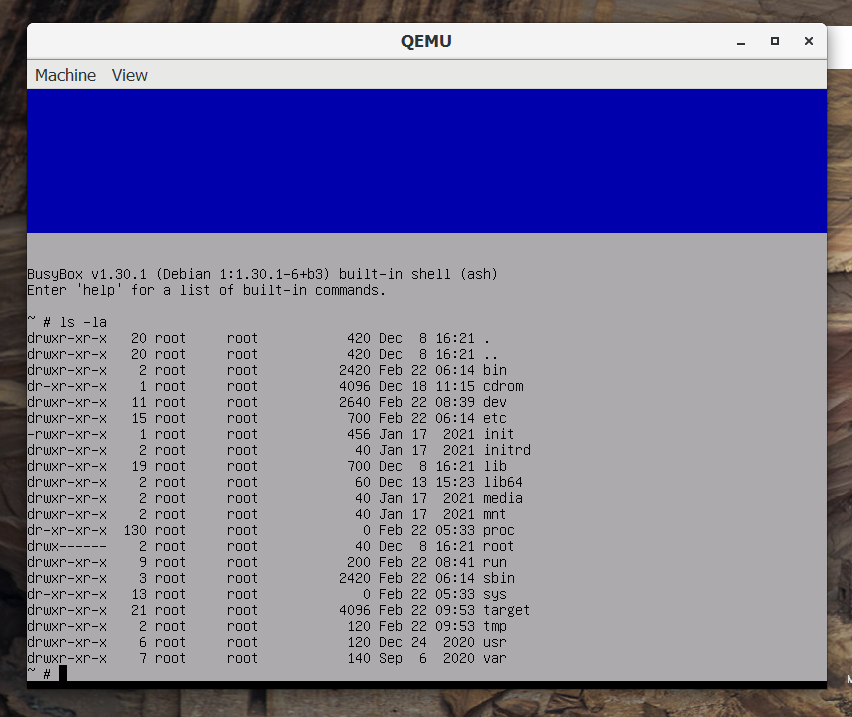 QEMU
Machine View
BusyBox v1.30.1 (Debian 1:1.30.1-6+b3) built-in shell (ash)
Enter 'help' for a list of built-in commands.
~ # ls -la
drwxr-xr-x   20 root     root           420 Dec  8 16:21 .
drwxr-xr-x   20 root     root           420 Dec  8 16:21 ..
drwxr-xr-x    2 root     root          2420 Feb 22 06:14 bin
dr-xr-xr-x    1 root     root          4096 Dec 18 11:15 cdrom
drwxr-xr-x   11 root     root          2640 Feb 22 08:39 dev
drwxr-xr-x   15 root     root           700 Feb 22 06:14 etc
-rwxr-xr-x    1 root     root           456 Jan 17  2021 init
drwxr-xr-x    2 root     root            40 Jan 17  2021 initrd
drwxr-xr-x   19 root     root           700 Dec  8 16:21 lib
drwxr-xr-x    2 root     root            60 Dec 13 15:23 lib64
drwxr-xr-x    2 root     root            40 Jan 17  2021 media
drwxr-xr-x    2 root     root            40 Jan 17  2021 mnt
dr-xr-xr-x  130 root     root             0 Feb 22 05:33 proc
drwx------    2 root     root            40 Dec  8 16:21 root
drwxr-xr-x    9 root     root           200 Feb 22 08:41 run
drwxr-xr-x    3 root     root          2420 Feb 22 06:14 sbin
dr-xr-xr-x   13 root     root             0 Feb 22 05:33 sys
drwxr-xr-x   21 root     root          4096 Feb 22 09:53 target
drwxr-xr-x    2 root     root           120 Feb 22 09:53 tmp
drwxr-xr-x    6 root     root           120 Dec 24  2020 usr
drwxr-xr-x    7 root     root           140 Sep  6  2020 var
~ #